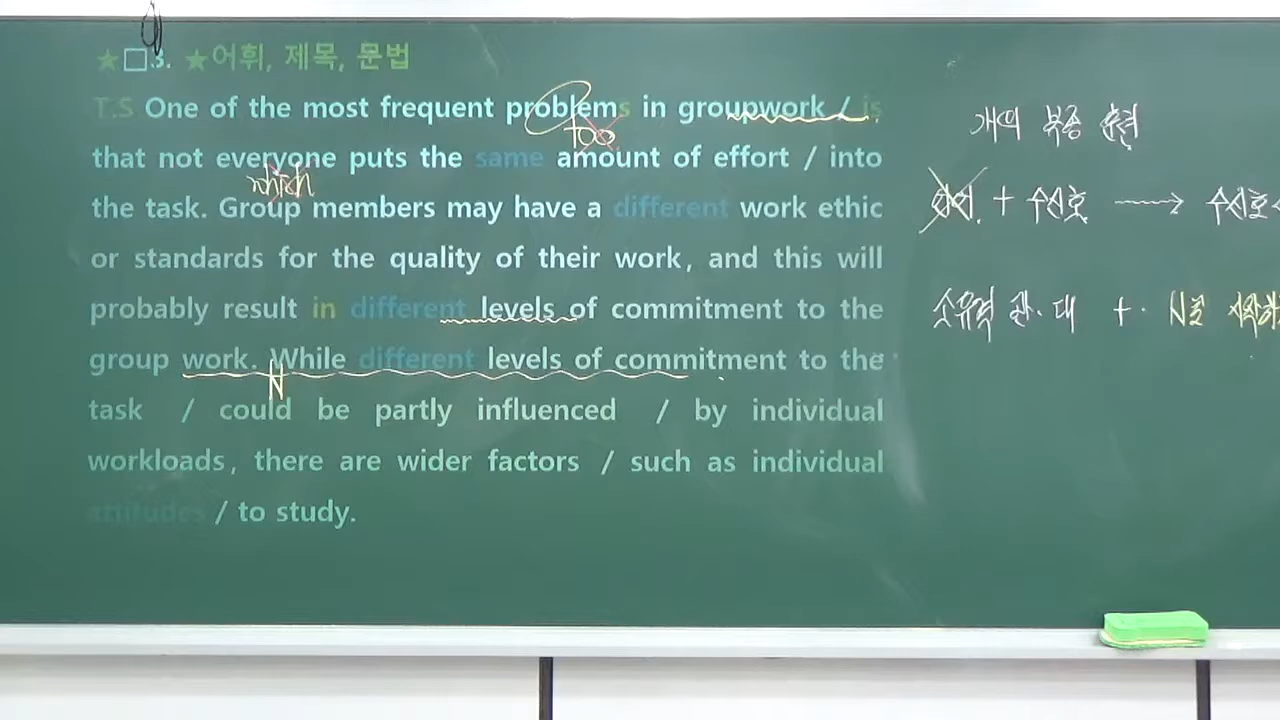 ★□3. ★어휘, 제목, 문법
T.S One of the most frequent problems in groupwork / is
too
that not everyone puts the same amount of effort / into
which
the task. Group members may have a different work ethic
or standards for the quality of their work, and this will
probably result in different levels of commitment to the
group work. While different levels of commitment to the
N
task / could be partly influenced / by individual
workloads, there are wider factors / such as individual
attitudes / to study.
개의 부중
+ 수식호 → 수식호
소유격 관·대 + N로 시작